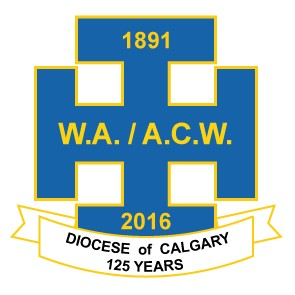 1891
W.A. / A.C.W.
2016
DIOCESE of CALGARY
125 YEARS